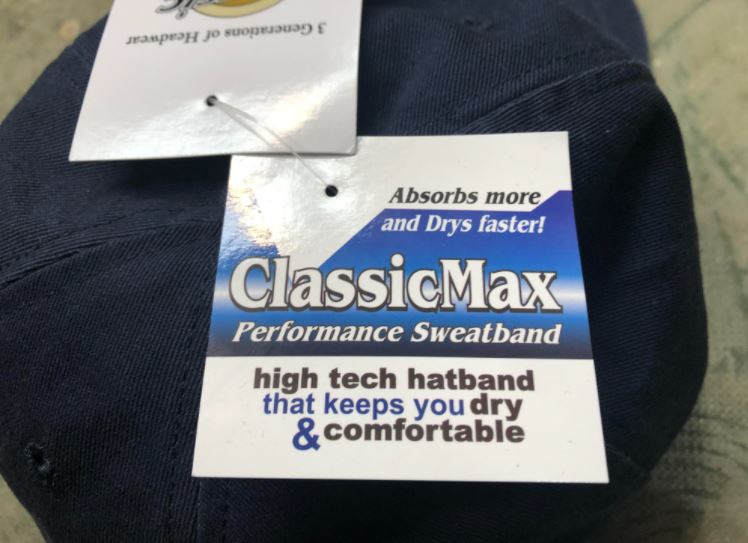 3 Generations of Headwear
Absorbs more
and Drys faster!
ClassicMax
Performance Sweatband
high tech hatband
that keeps you dry
& comfortable